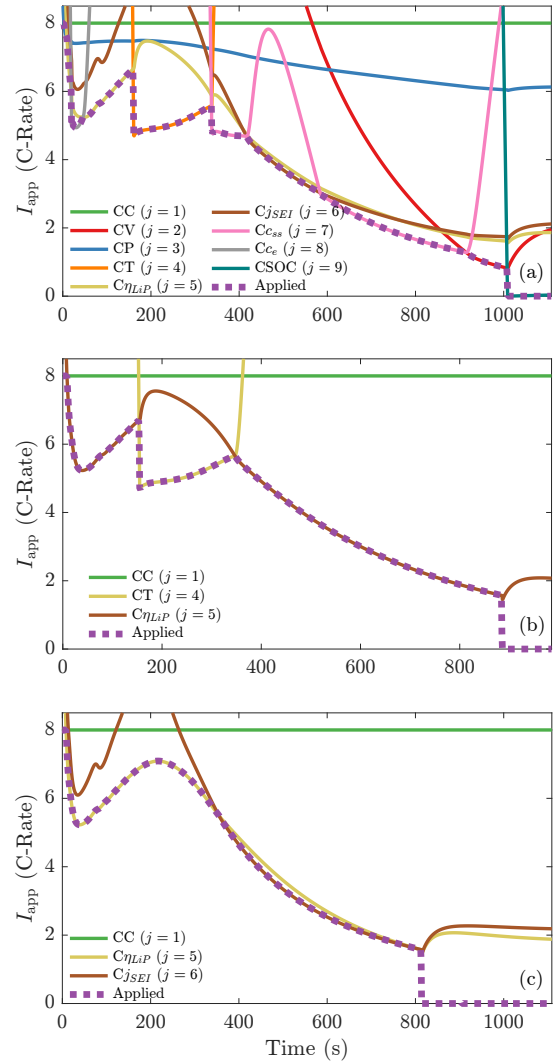 8
6
4
2
0
I_app (C-Rate)
CC (j = 1)
CV (j = 2)
CP (j = 3)
CT (j = 4)
Cη_LiP (j = 5)
Cj_SEI (j = 6)
Cc_ss (j = 7)
Cc_e (j = 8)
CSOC (j = 9)
Applied
(a)
0 200 400 600 800 1000
8
6
4
2
0
I_app (C-Rate)
CC (j = 1)
CT (j = 4)
Cη_LiP (j = 5)
Applied
(b)
0 200 400 600 800
8
6
4
2
0
I_app (C-Rate)
CC (j = 1)
Cη_LiP (j = 5)
Cj_SEI (j = 6)
Applied
(c)
0 200 400 600 800 1000
Time (s)